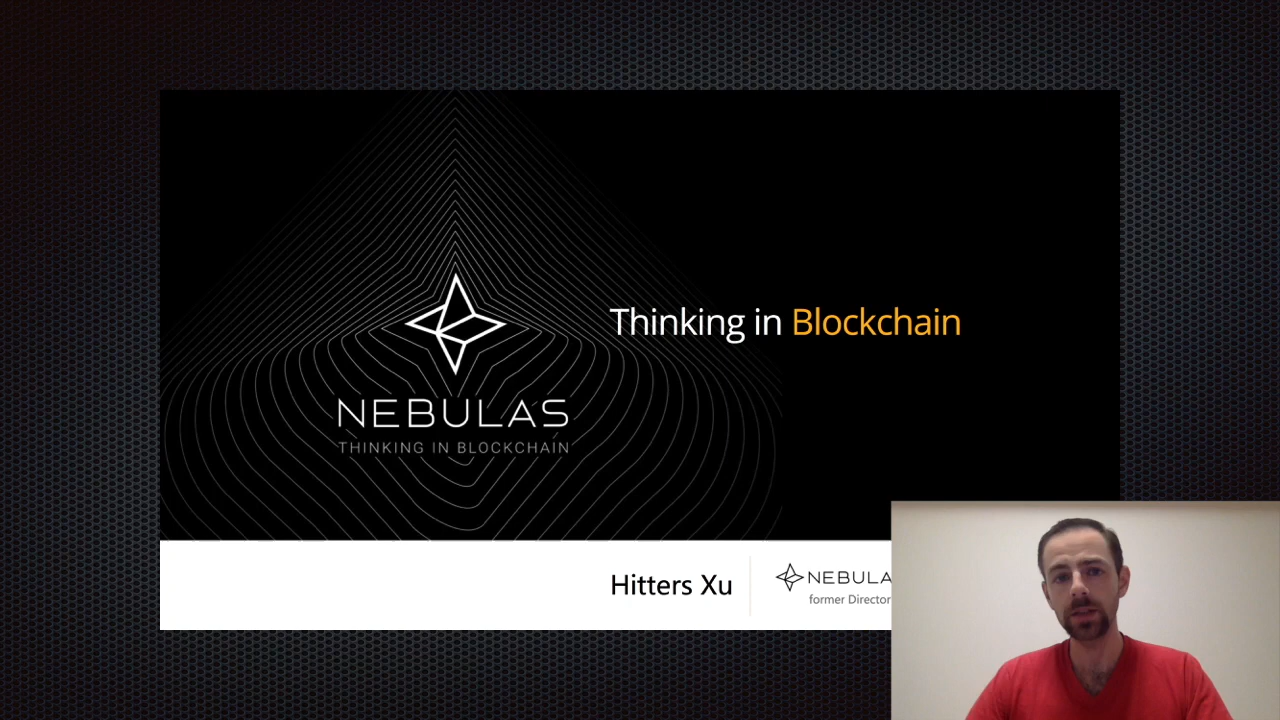 Thinking in Blockchain
NEBULAS
THINKING IN BLOCKCHAIN
Hitters Xu
NEBULA
former Director